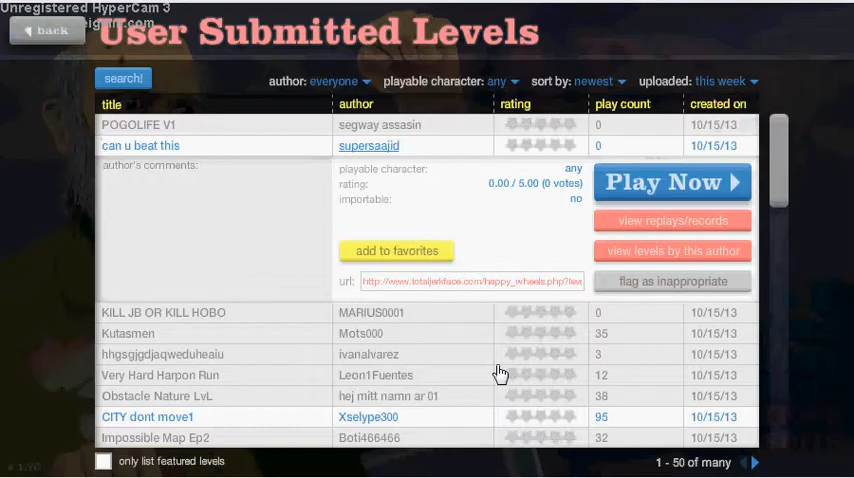 Unregistered HyperCam 3
back
User Submitted Levels
search!
author: everyone
playable character: any
sort by: newest
uploaded: this week
title author rating play count created on
POGOLIFE V1 segway assasin 0 10/15/13
can u beat this supersaajid 0 10/15/13
author's comments:
playable character: any
rating: 0.00 / 5.00 (0 votes)
importable: no
Play Now
view replays/records
add to favorites
view levels by this author
url: http://www.totaljerkface.com/happy_wheels.php?lev
flag as inappropriate
KILL JB OR KILL HOBO MARIUS0001 0 10/15/13
Kutasmen Mots000 35 10/15/13
hhgsgjgdjaqweduheaiu ivanalvarez 3 10/15/13
Very Hard Harpon Run Leon1Fuentes 12 10/15/13
Obstacle Nature LvL hej mitt namn ar 01 38 10/15/13
CITY dont move1 Xselype300 95 10/15/13
Impossible Map Ep2 Boti466466 32 10/15/13
only list featured levels
1 - 50 of many